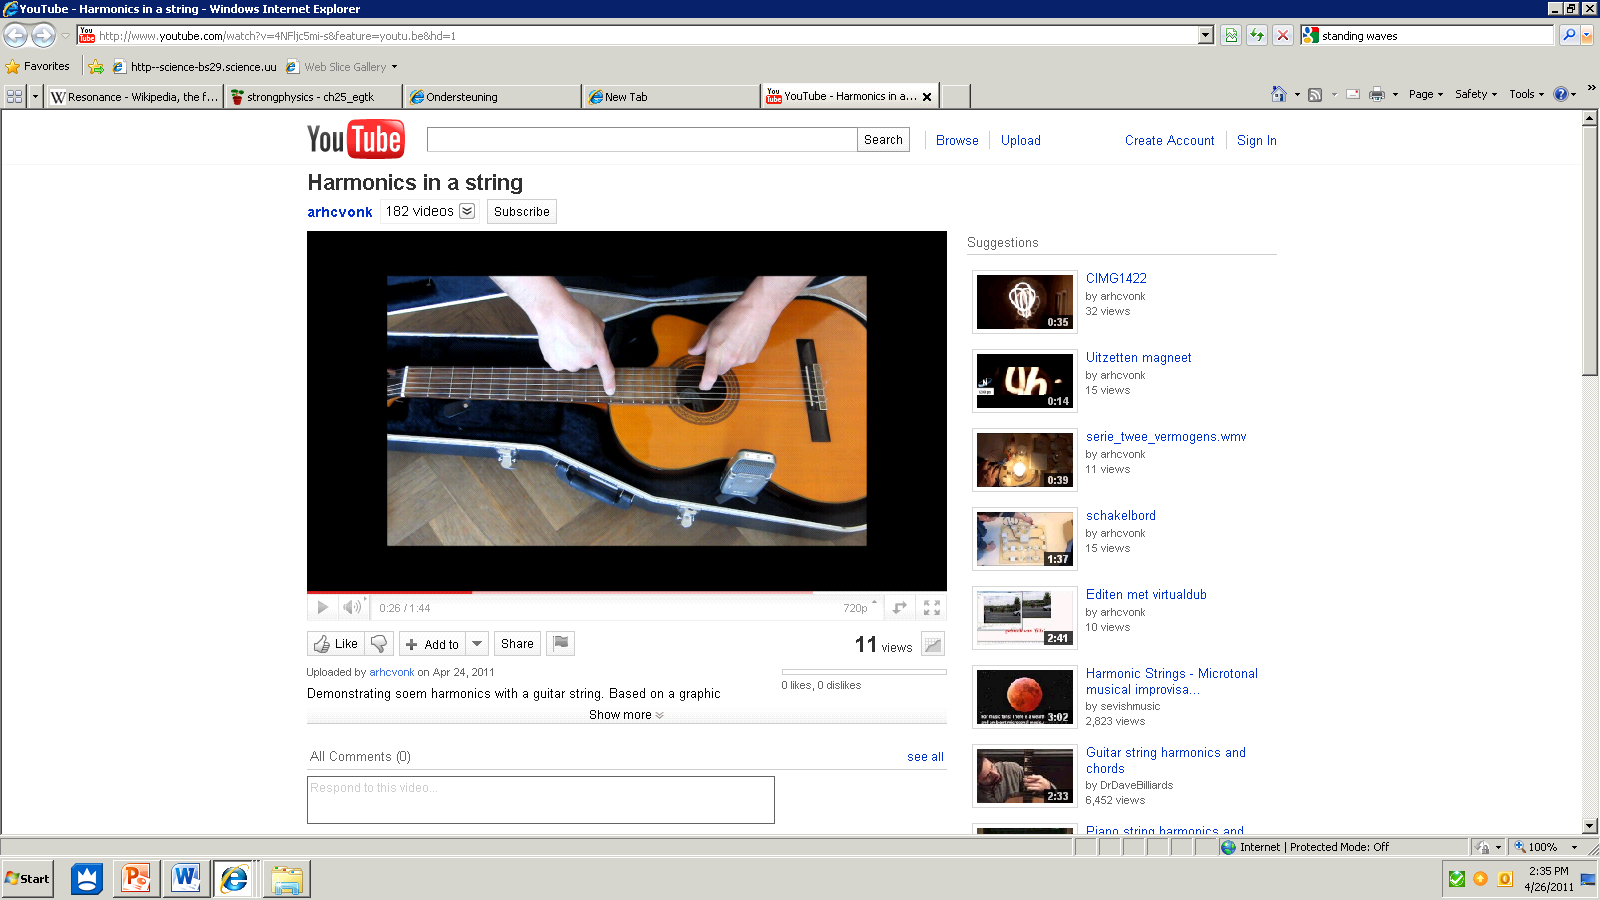 YouTube - Harmonics in a string - Windows Internet Explorer
http://www.youtube.com/watch?v=4NFljc5mi-s&feature=youtu.be&hd=1
standing waves
Favorites
http--science-bs29.science.uu
Web Slice Gallery
Resonance - Wikipedia, the f...
strongphysics - ch25_egtk
Ondersteuning
New Tab
YouTube - Harmonics in a...
Page
Safety
Tools
YouTube
Search
Browse
Upload
Create Account
Sign In
Harmonics in a string
arhcvonk
182 videos
Subscribe
Suggestions
CIMG1422
by arhcvonk
32 views
0:35
Uitzetten magneet
by arhcvonk
15 views
0:14
serie_twee_vermogens.wmv
by arhcvonk
11 views
0:39
schakelbord
by arhcvonk
15 views
1:37
Editen met virtualdub
by arhcvonk
10 views
2:41
Harmonic Strings - Microtonal
musical improvisa...
by sevishmusic
2,823 views
3:02
Guitar string harmonics and
chords
by DrDaveBilliards
6,452 views
2:33
Piano string harmonics and
0:26 / 1:44
720p
Like
Add to
Share
11 views
Uploaded by arhcvonk on Apr 24, 2011
0 likes, 0 dislikes
Demonstrating soem harmonics with a guitar string. Based on a graphic
Show more
All Comments (0)
see all
Respond to this video...
Internet | Protected Mode: Off
100%
Start
2:35 PM
4/26/2011